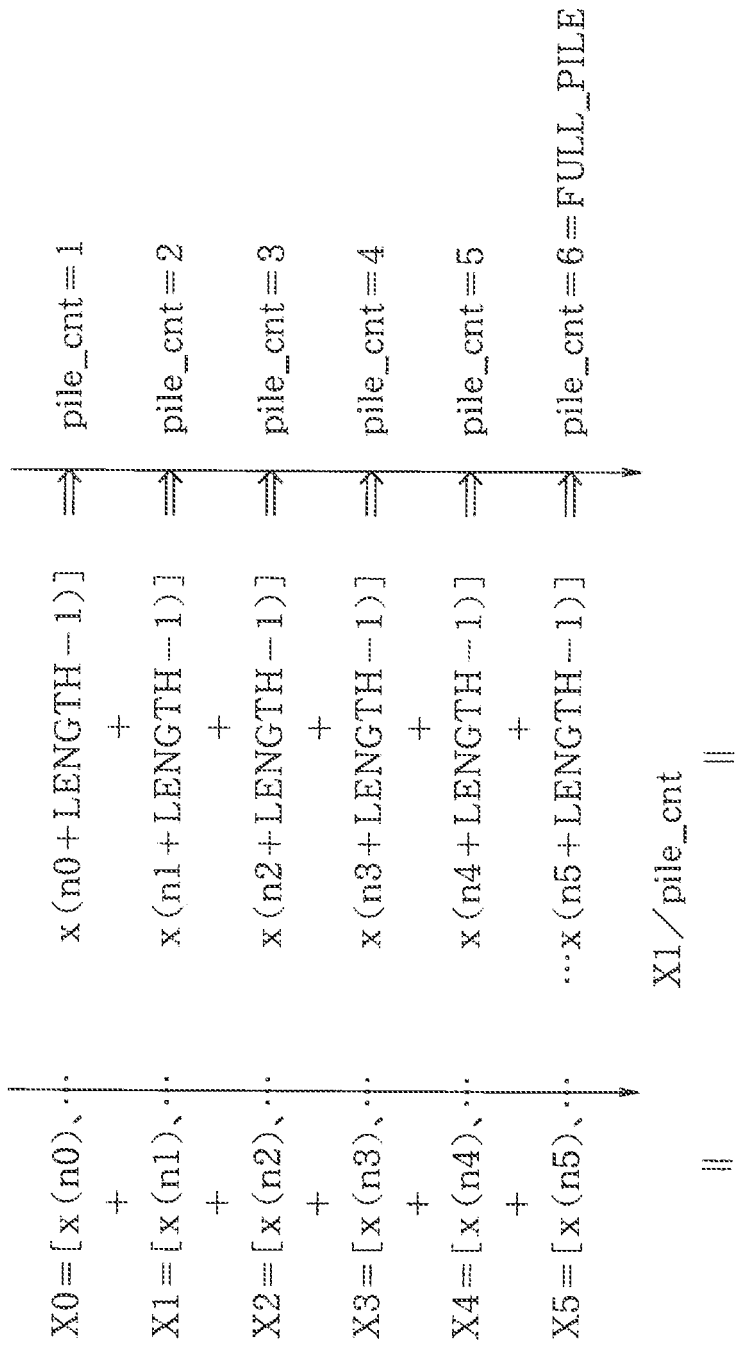 X0=[x(n0)、… x(n0+LENGTH-1)] ⇒ pile_cnt=1
+ +
X1=[x(n1)、… x(n1+LENGTH-1)] ⇒ pile_cnt=2
+ +
X2=[x(n2)、… x(n2+LENGTH-1)] ⇒ pile_cnt=3
+ +
X3=[x(n3)、… x(n3+LENGTH-1)] ⇒ pile_cnt=4
+ +
X4=[x(n4)、… x(n4+LENGTH-1)] ⇒ pile_cnt=5
+ +
X5=[x(n5)、… …x(n5+LENGTH-1)] ⇒ pile_cnt=6=FULL_PILE
X1/pile_cnt
= =